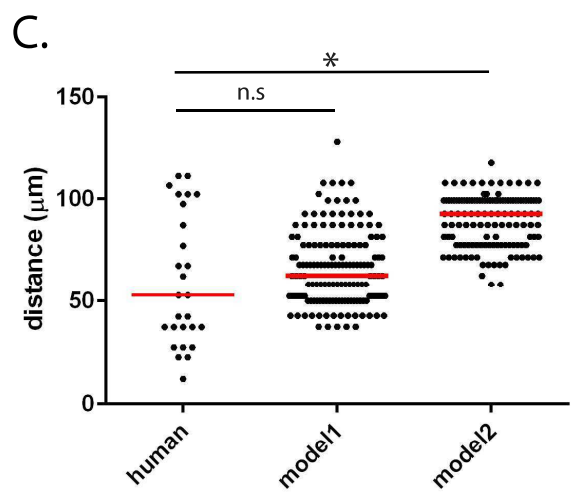 C.
*
n.s
150
100
50
0
distance (μm)
human
model1
model2